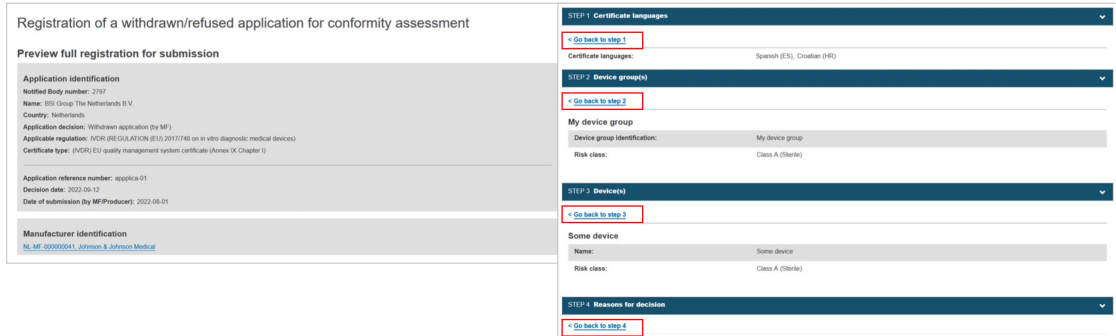 Registration of a withdrawn/refused application for conformity assessment
Preview full registration for submission
Application identification
Notified Body number: 2797
Name: BSI Group The Netherlands B.V.
Country: Netherlands
Application decision: Withdrawn application (by MF)
Applicable regulation: IVDR (REGULATION (EU) 2017/746 on in vitro diagnostic medical devices)
Certificate type: (IVDR) EU quality management system certificate (Annex IX Chapter I)
Application reference number: appplica-01
Decision date: 2022-09-12
Date of submission (by MF/Producer): 2022-08-01
Manufacturer identification
NL-MF-000000041, Johnson & Johnson Medical
STEP 1 Certificate languages
< Go back to step 1
Certificate languages: Spanish (ES), Croatian (HR)
STEP 2 Device group(s)
< Go back to step 2
My device group
Device group identification: My device group
Risk class: Class A (Sterile)
STEP 3 Device(s)
< Go back to step 3
Some device
Name: Some device
Risk class: Class A (Sterile)
STEP 4 Reasons for decision
< Go back to step 4